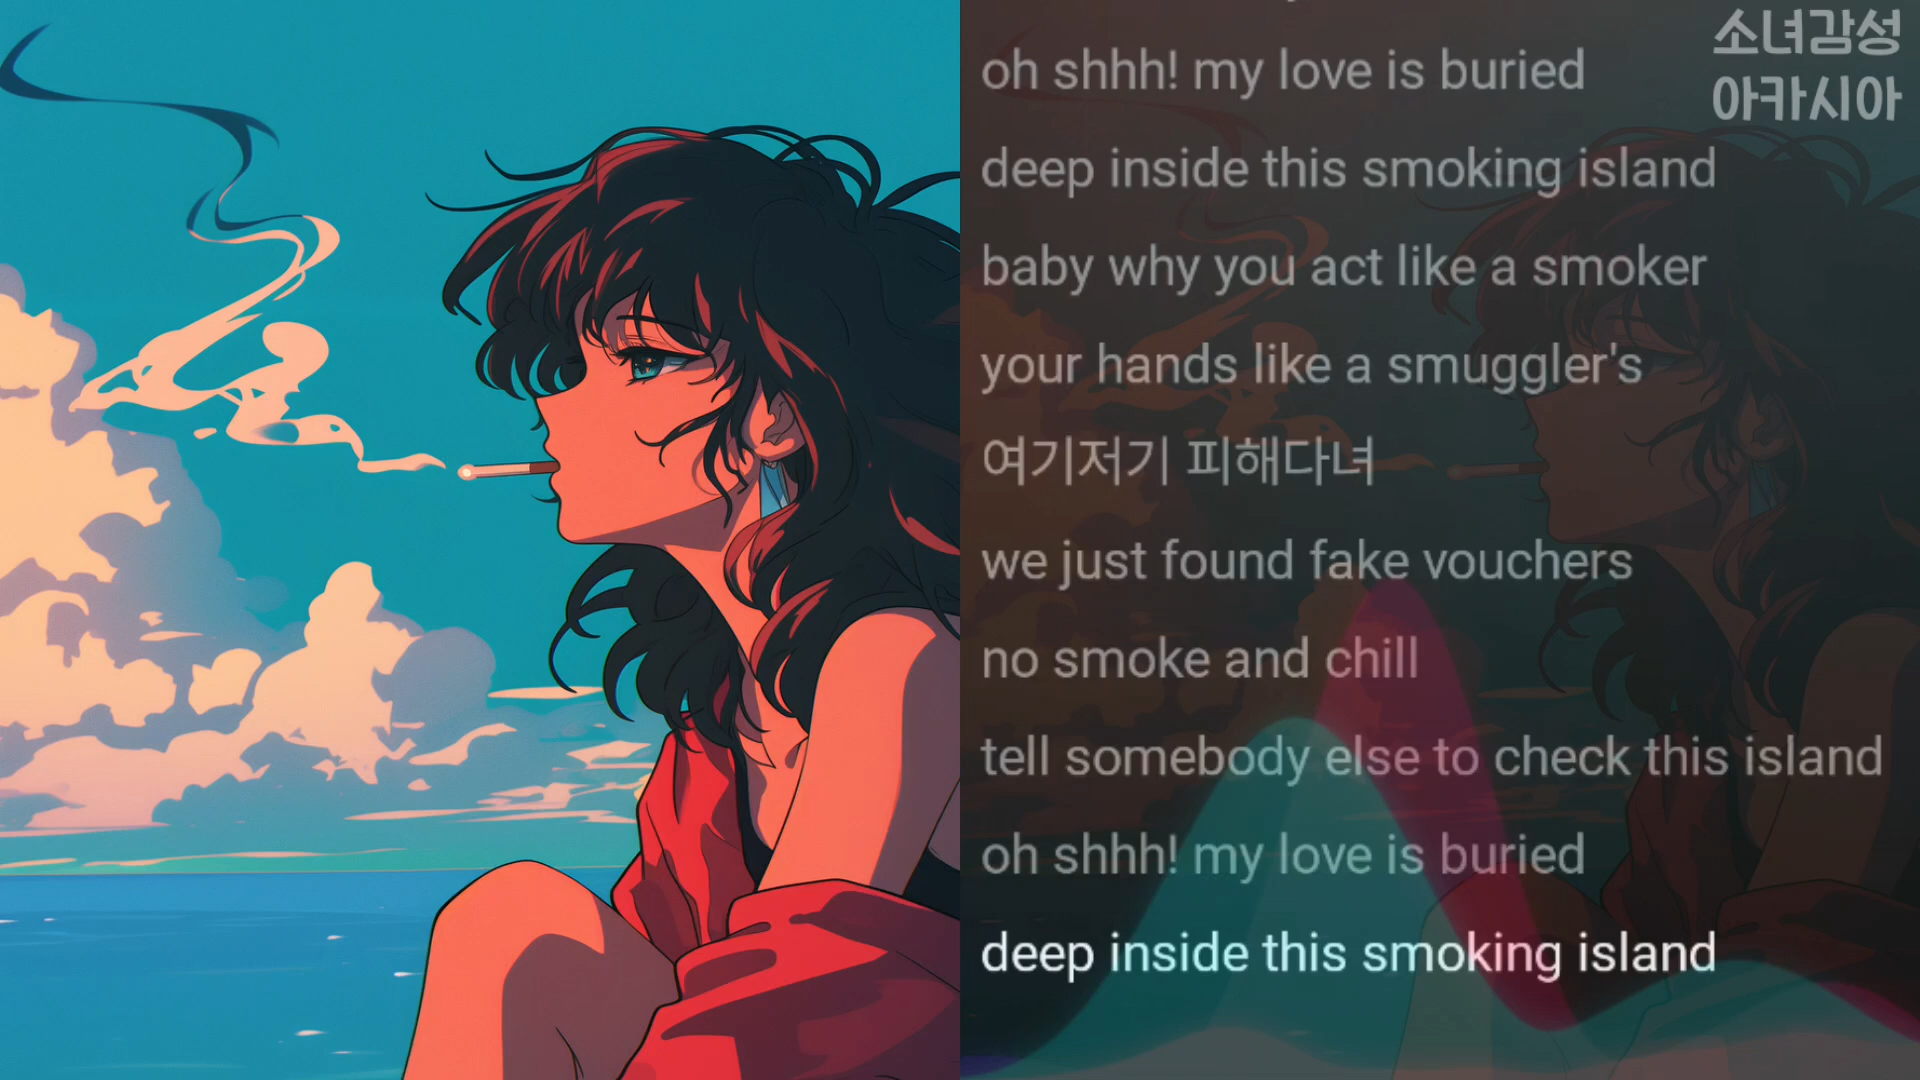 소녀감성
아카시아
oh shhh! my love is buried
deep inside this smoking island
baby why you act like a smoker
your hands like a smuggler's
여기저기 피해다녀
we just found fake vouchers
no smoke and chill
tell somebody else to check this island
oh shhh! my love is buried
deep inside this smoking island